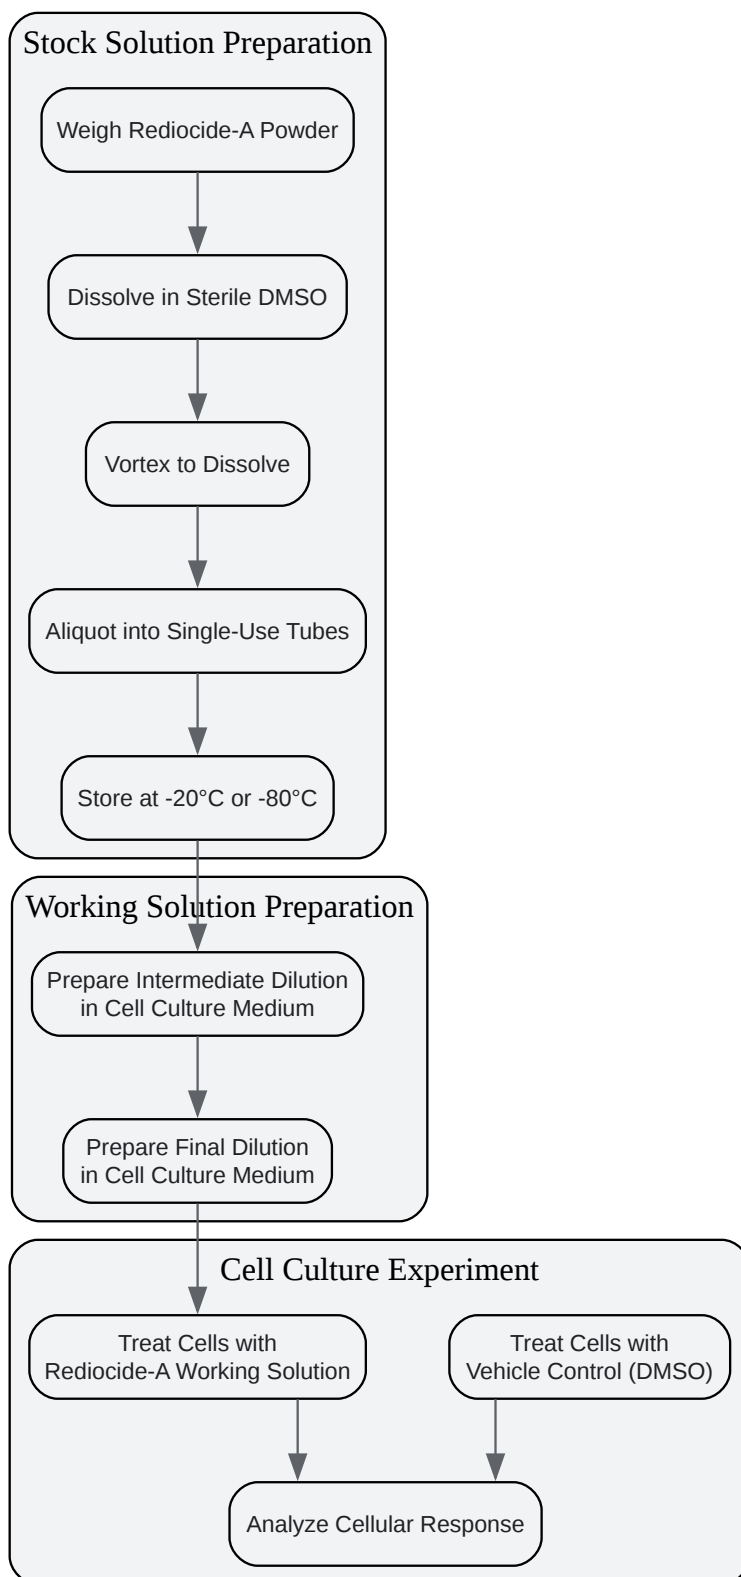 Stock Solution Preparation
Weigh Rediocide-A Powder
Dissolve in Sterile DMSO
Vortex to Dissolve
Aliquot into Single-Use Tubes
Store at -20°C or -80°C
Working Solution Preparation
Prepare Intermediate Dilution
in Cell Culture Medium
Prepare Final Dilution
in Cell Culture Medium
Cell Culture Experiment
Treat Cells with
Rediocide-A Working Solution
Treat Cells with
Vehicle Control (DMSO)
Analyze Cellular Response